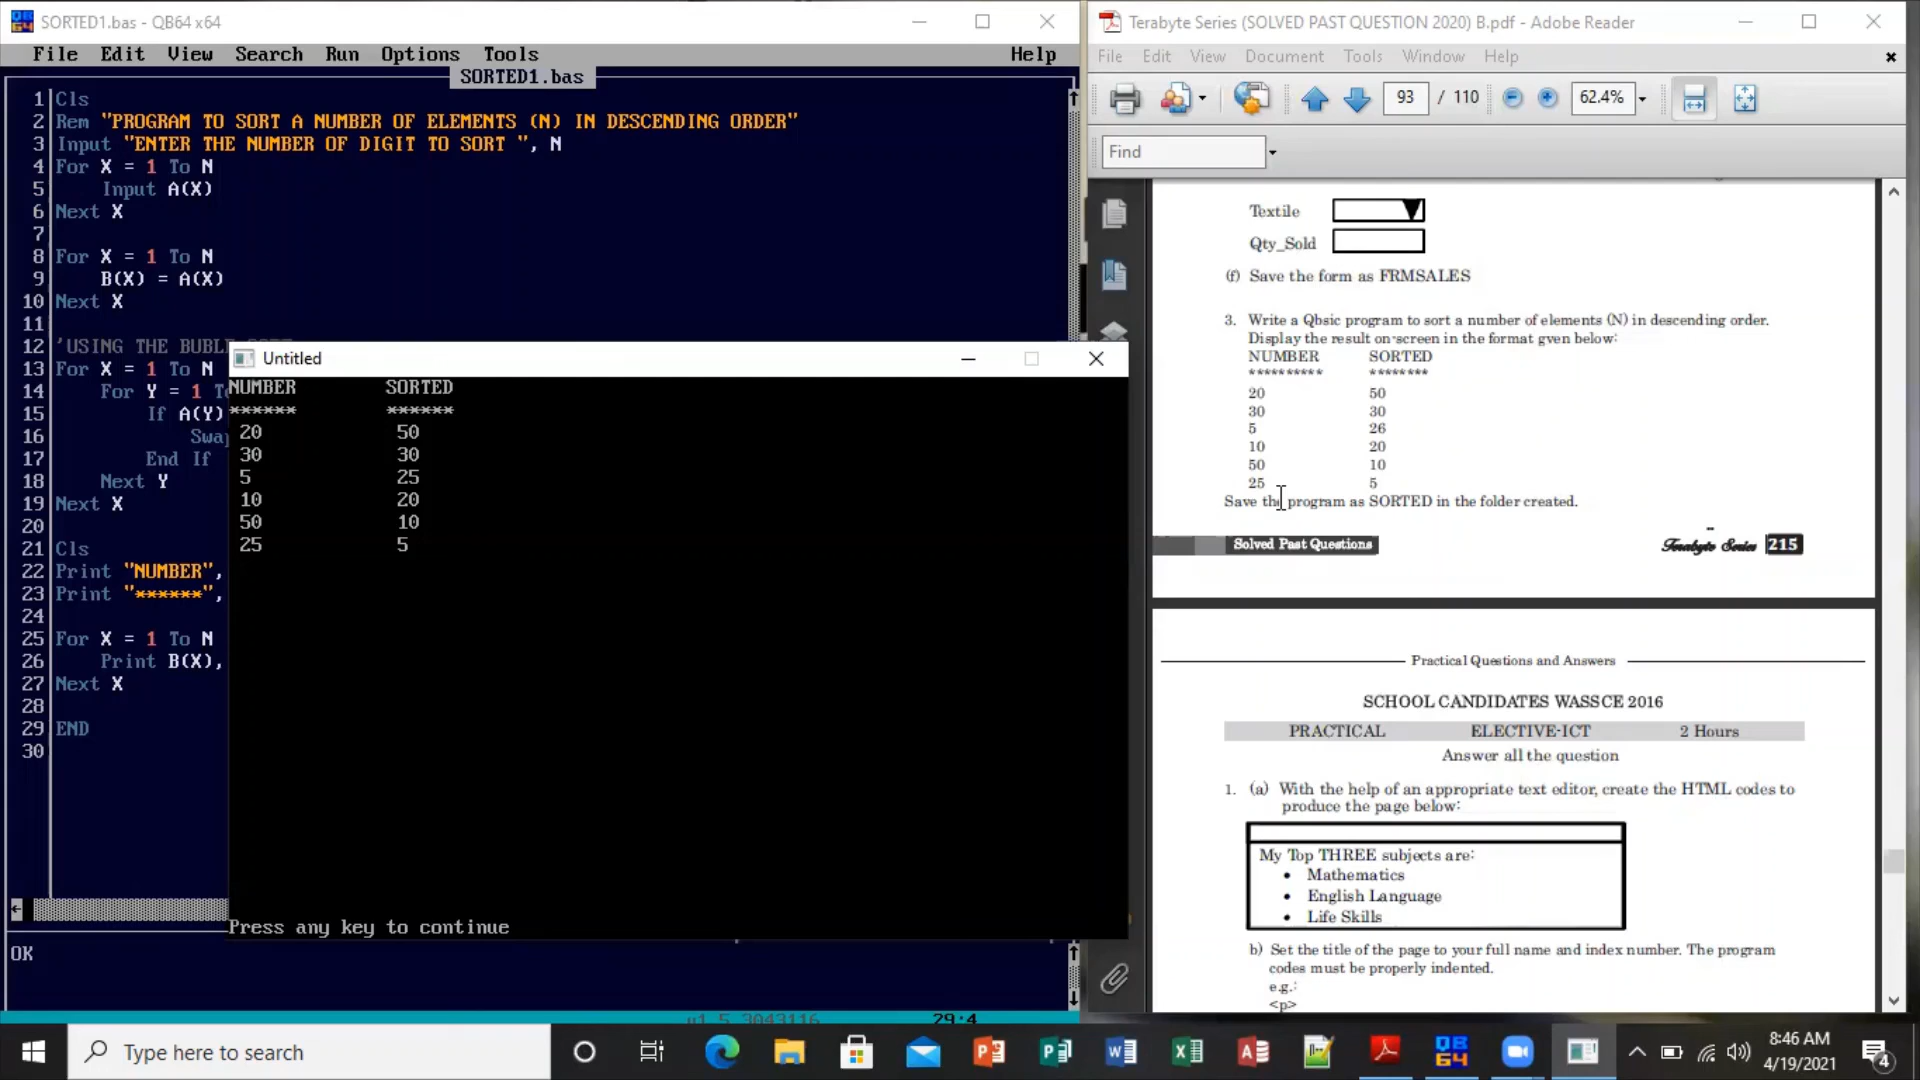 SORTED1.bas - QB64 x64
File Edit View Search Run Options Tools Help
SORTED1.bas
1 Cls
2 Rem "PROGRAM TO SORT A NUMBER OF ELEMENTS (N) IN DESCENDING ORDER"
3 Input "ENTER THE NUMBER OF DIGIT TO SORT ", N
4 For X = 1 To N
5 Input A(X)
6 Next X
7
8 For X = 1 To N
9 B(X) = A(X)
10 Next X
11
12 'USING THE BUBLE
13 For X = 1 To N
14 For Y = 1 To
15 If A(Y)
16 Swap
17 End If
18 Next Y
19 Next X
20
21 Cls
22 Print "NUMBER",
23 Print "******",
24
25 For X = 1 To N
26 Print B(X),
27 Next X
28
29 END
30
OK
v1.5.3043116 29:4
Untitled
NUMBER SORTED
****** ******
20 50
30 30
5 25
10 20
50 10
25 5
Press any key to continue
Terabyte Series (SOLVED PAST QUESTION 2020) B.pdf - Adobe Reader
File Edit View Document Tools Window Help
93 / 110 62.4%
Find
Textile
Qty_Sold
(f) Save the form as FRMSALES
3. Write a Qbsic program to sort a number of elements (N) in descending order.
Display the result on-screen in the format gven below:
NUMBER SORTED
********** ********
20 50
30 30
5 26
10 20
50 10
25 5
Save the program as SORTED in the folder created.
Solved Past Questions Terabyte Series 215
Practical Questions and Answers
SCHOOL CANDIDATES WASSCE 2016
PRACTICAL ELECTIVE-ICT 2 Hours
Answer all the question
1. (a) With the help of an appropriate text editor, create the HTML codes to
produce the page below:
My Top THREE subjects are:
• Mathematics
• English Language
• Life Skills
b) Set the title of the page to your full name and index number. The program
codes must be properly indented.
e.g.:
<p>
Type here to search
8:46 AM
4/19/2021
4